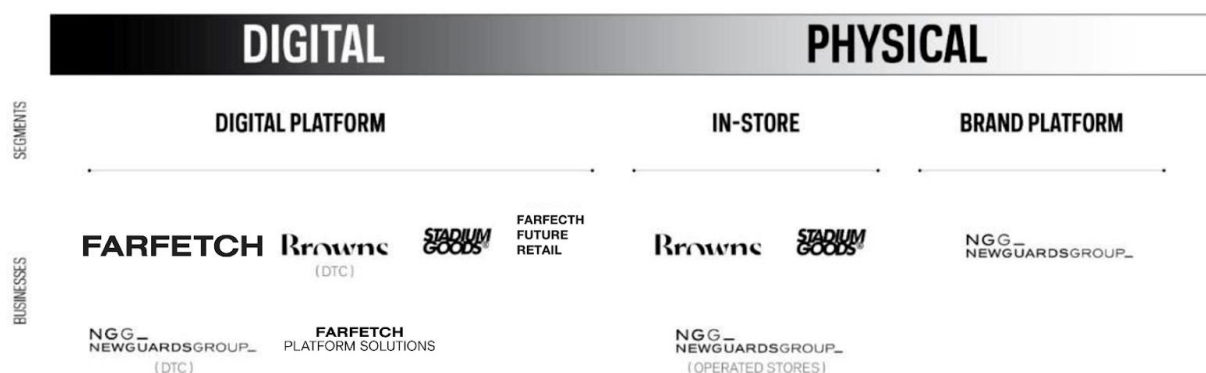 DIGITAL PHYSICAL
SEGMENTS
DIGITAL PLATFORM IN-STORE BRAND PLATFORM
BUSINESSES
FARFETCH
Browns
(DTC)
STADIUM
GOODS®
FARFECTH
FUTURE
RETAIL
Browns
STADIUM
GOODS®
NGG_
NEWGUARDSGROUP_
NGG_
NEWGUARDSGROUP_
(DTC)
FARFETCH
PLATFORM SOLUTIONS
NGG_
NEWGUARDSGROUP_
(OPERATED STORES)